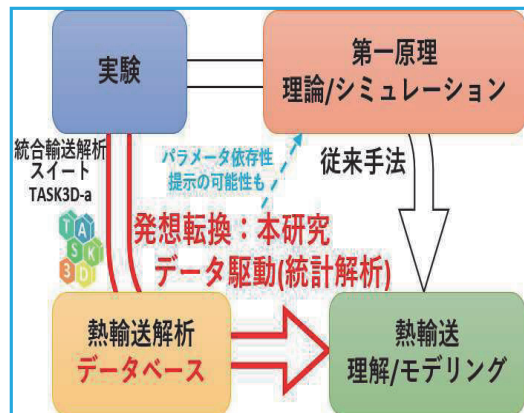 実験
第一原理
理論/シミュレーション
統合輸送解析
スイート
TASK3D-a
パラメータ依存性
提示の可能性も
従来手法
TASK
3D
発想転換：本研究
データ駆動(統計解析)
熱輸送解析
データベース
熱輸送
理解/モデリング